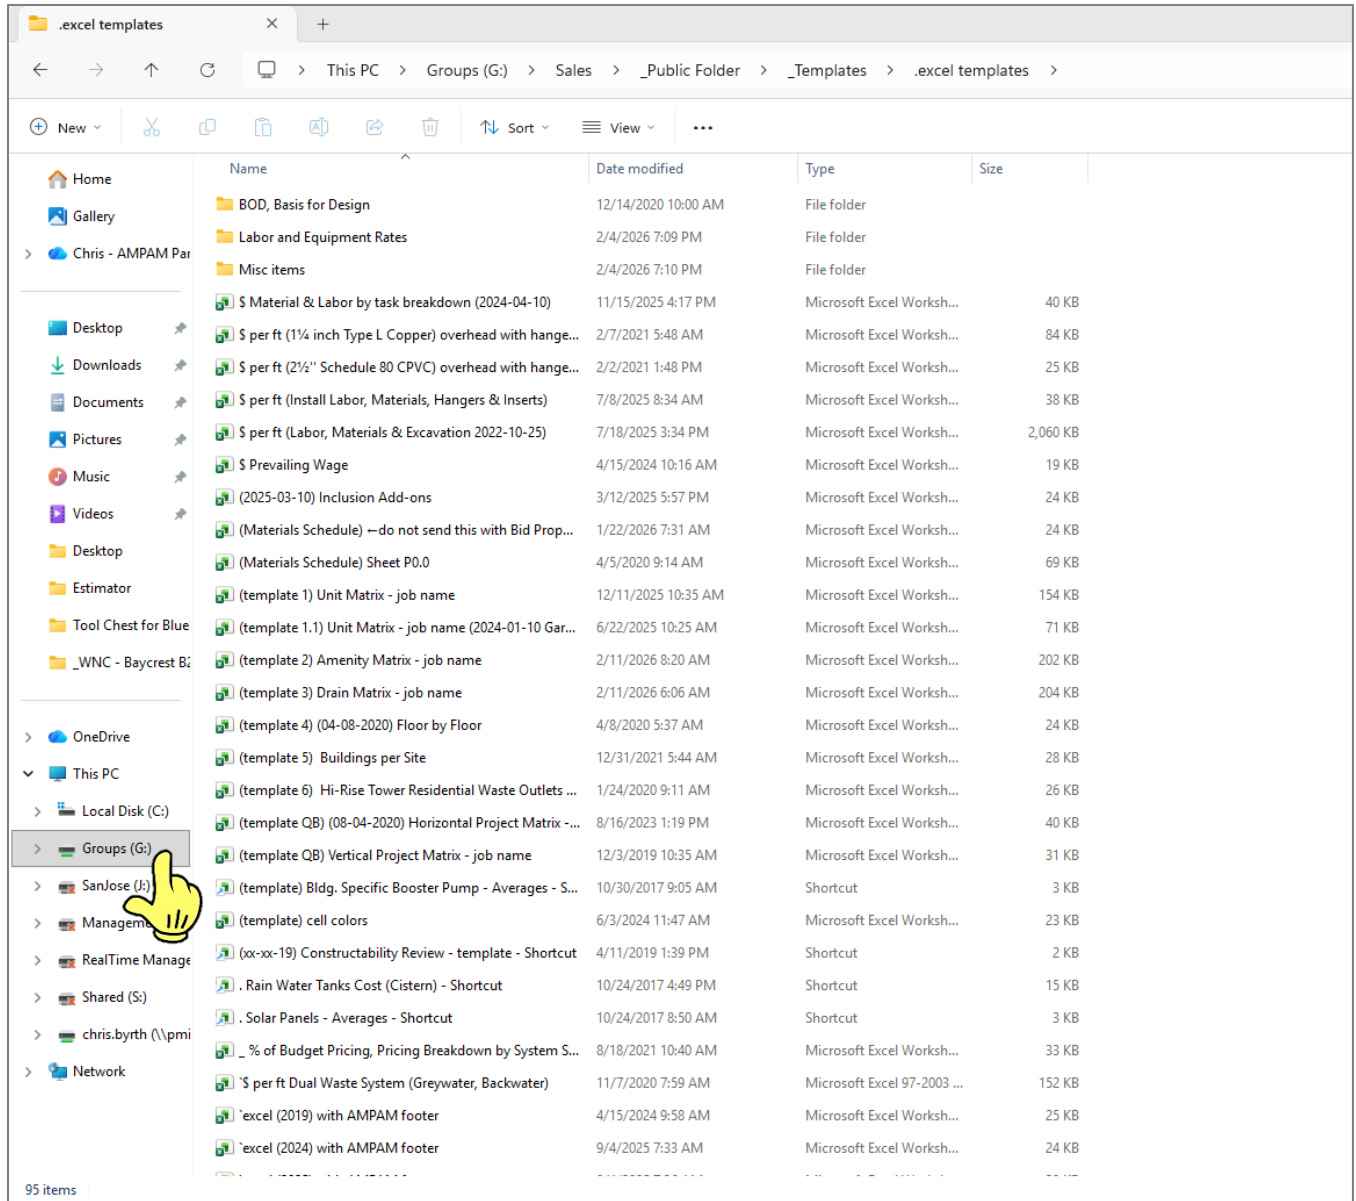 .excel templates
This PC > Groups (G:) > Sales > _Public Folder > _Templates > .excel templates >
New Sort View ...
Name Date modified Type Size
Home
Gallery
Chris - AMPAM Par
Desktop
Downloads
Documents
Pictures
Music
Videos
Desktop
Estimator
Tool Chest for Blue
_WNC - Baycrest B2
OneDrive
This PC
Local Disk (C:)
Groups (G:)
SanJose (J:)
Manageme
RealTime Manage
Shared (S:)
chris.byrth (\\pmi
Network
BOD, Basis for Design 12/14/2020 10:00 AM File folder
Labor and Equipment Rates 2/4/2026 7:09 PM File folder
Misc items 2/4/2026 7:10 PM File folder
$ Material & Labor by task breakdown (2024-04-10) 11/15/2025 4:17 PM Microsoft Excel Worksh... 40 KB
$ per ft (1¼ inch Type L Copper) overhead with hange... 2/7/2021 5:48 AM Microsoft Excel Worksh... 84 KB
$ per ft (2½'' Schedule 80 CPVC) overhead with hange... 2/2/2021 1:48 PM Microsoft Excel Worksh... 25 KB
$ per ft (Install Labor, Materials, Hangers & Inserts) 7/8/2025 8:34 AM Microsoft Excel Worksh... 38 KB
$ per ft (Labor, Materials & Excavation 2022-10-25) 7/18/2025 3:34 PM Microsoft Excel Worksh... 2,060 KB
$ Prevailing Wage 4/15/2024 10:16 AM Microsoft Excel Worksh... 19 KB
(2025-03-10) Inclusion Add-ons 3/12/2025 5:57 PM Microsoft Excel Worksh... 24 KB
(Materials Schedule) ←do not send this with Bid Prop... 1/22/2026 7:31 AM Microsoft Excel Worksh... 24 KB
(Materials Schedule) Sheet P0.0 4/5/2020 9:14 AM Microsoft Excel Worksh... 69 KB
(template 1) Unit Matrix - job name 12/11/2025 10:35 AM Microsoft Excel Worksh... 154 KB
(template 1.1) Unit Matrix - job name (2024-01-10 Gar... 6/22/2025 10:25 AM Microsoft Excel Worksh... 71 KB
(template 2) Amenity Matrix - job name 2/11/2026 8:20 AM Microsoft Excel Worksh... 202 KB
(template 3) Drain Matrix - job name 2/11/2026 6:06 AM Microsoft Excel Worksh... 204 KB
(template 4) (04-08-2020) Floor by Floor 4/8/2020 5:37 AM Microsoft Excel Worksh... 24 KB
(template 5)  Buildings per Site 12/31/2021 5:44 AM Microsoft Excel Worksh... 28 KB
(template 6)  Hi-Rise Tower Residential Waste Outlets ... 1/24/2020 9:11 AM Microsoft Excel Worksh... 26 KB
(template QB) (08-04-2020) Horizontal Project Matrix -... 8/16/2023 1:19 PM Microsoft Excel Worksh... 40 KB
(template QB) Vertical Project Matrix - job name 12/3/2019 10:35 AM Microsoft Excel Worksh... 31 KB
(template) Bldg. Specific Booster Pump - Averages - S... 10/30/2017 9:05 AM Shortcut 3 KB
(template) cell colors 6/3/2024 11:47 AM Microsoft Excel Worksh... 23 KB
(xx-xx-19) Constructability Review - template - Shortcut 4/11/2019 1:39 PM Shortcut 2 KB
. Rain Water Tanks Cost (Cistern) - Shortcut 10/24/2017 4:49 PM Shortcut 15 KB
. Solar Panels - Averages - Shortcut 10/24/2017 8:50 AM Shortcut 3 KB
_ % of Budget Pricing, Pricing Breakdown by System S... 8/18/2021 10:40 AM Microsoft Excel Worksh... 33 KB
`$ per ft Dual Waste System (Greywater, Backwater) 11/7/2020 7:59 AM Microsoft Excel 97-2003 ... 152 KB
`excel (2019) with AMPAM footer 4/15/2024 9:58 AM Microsoft Excel Worksh... 25 KB
`excel (2024) with AMPAM footer 9/4/2025 7:33 AM Microsoft Excel Worksh... 24 KB
95 items